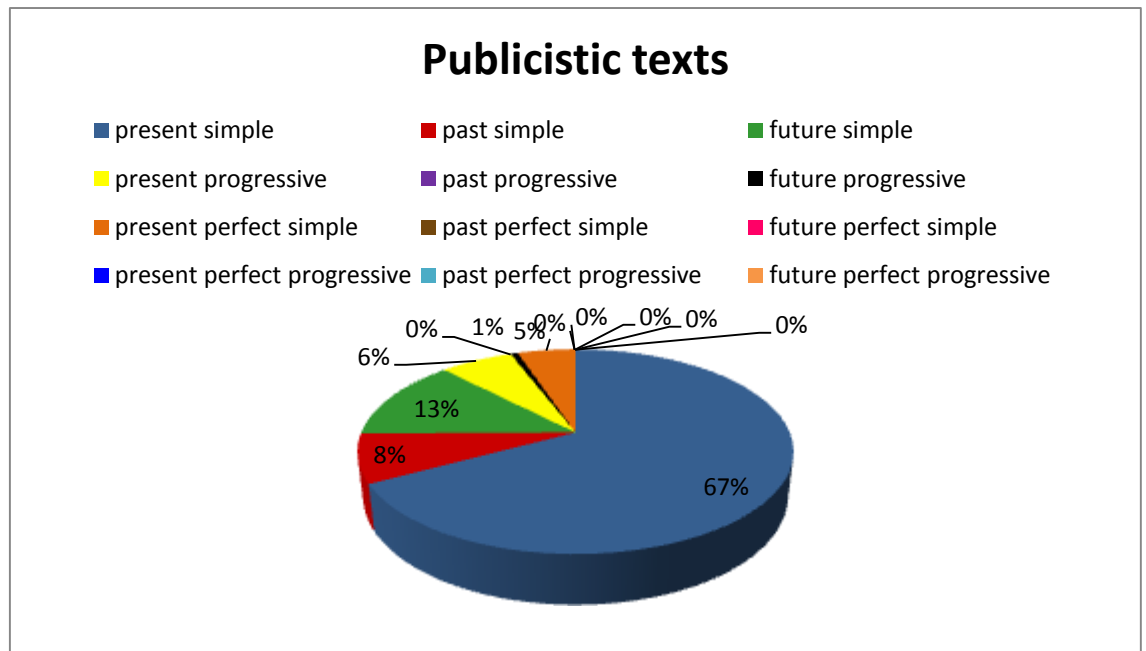 Publicistic texts
present simple past simple future simple
present progressive past progressive future progressive
present perfect simple past perfect simple future perfect simple
present perfect progressive past perfect progressive future perfect progressive
0% 1% 5% 0% 0% 0% 0% 0%
6%
13%
8%
67%